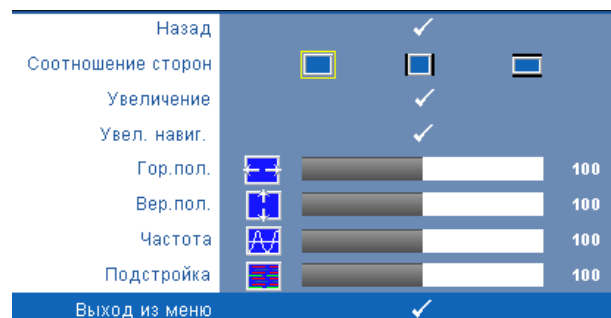 Назад
Соотношение сторон
Увеличение
Увел. навиг.
Гор.пол. 100
Вер.пол. 100
Частота 100
Подстройка 100
Выход из меню